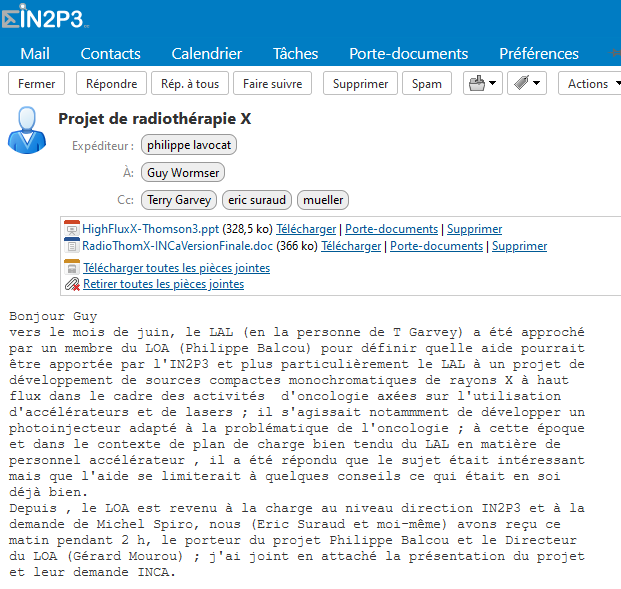 IN2P3
Mail Contacts Calendrier Tâches Porte-documents Préférences
Fermer Répondre Rép. à tous Faire suivre Supprimer Spam Actions
Projet de radiothérapie X
Expéditeur : philippe lavocat
À: Guy Wormser
Cc: Terry Garvey eric suraud mueller
HighFluxX-Thomson3.ppt (328,5 ko) Télécharger | Porte-documents | Supprimer
RadioThomX-INCaVersionFinale.doc (366 ko) Télécharger | Porte-documents | Supprimer
Télécharger toutes les pièces jointes
Retirer toutes les pièces jointes
Bonjour Guy
vers le mois de juin, le LAL (en la personne de T Garvey) a été approché
par un membre du LOA (Philippe Balcou) pour définir quelle aide pourrait
être apportée par l'IN2P3 et plus particulièrement le LAL à un projet de
développement de sources compactes monochromatiques de rayons X à haut
flux dans le cadre des activités  d'oncologie axées sur l'utilisation
d'accélérateurs et de lasers ; il s'agissait notammment de développer un
photoinjecteur adapté à la problématique de l'oncologie ; à cette époque
et dans le contexte de plan de charge bien tendu du LAL en matière de
personnel accélérateur , il a été répondu que le sujet était intéressant
mais que l'aide se limiterait à quelques conseils ce qui était en soi
déjà bien.
Depuis , le LOA est revenu à la charge au niveau direction IN2P3 et à la
demande de Michel Spiro, nous (Eric Suraud et moi-même) avons reçu ce
matin pendant 2 h, le porteur du projet Philippe Balcou et le Directeur
du LOA (Gérard Mourou) ; j'ai joint en attaché la présentation du projet
et leur demande INCA.